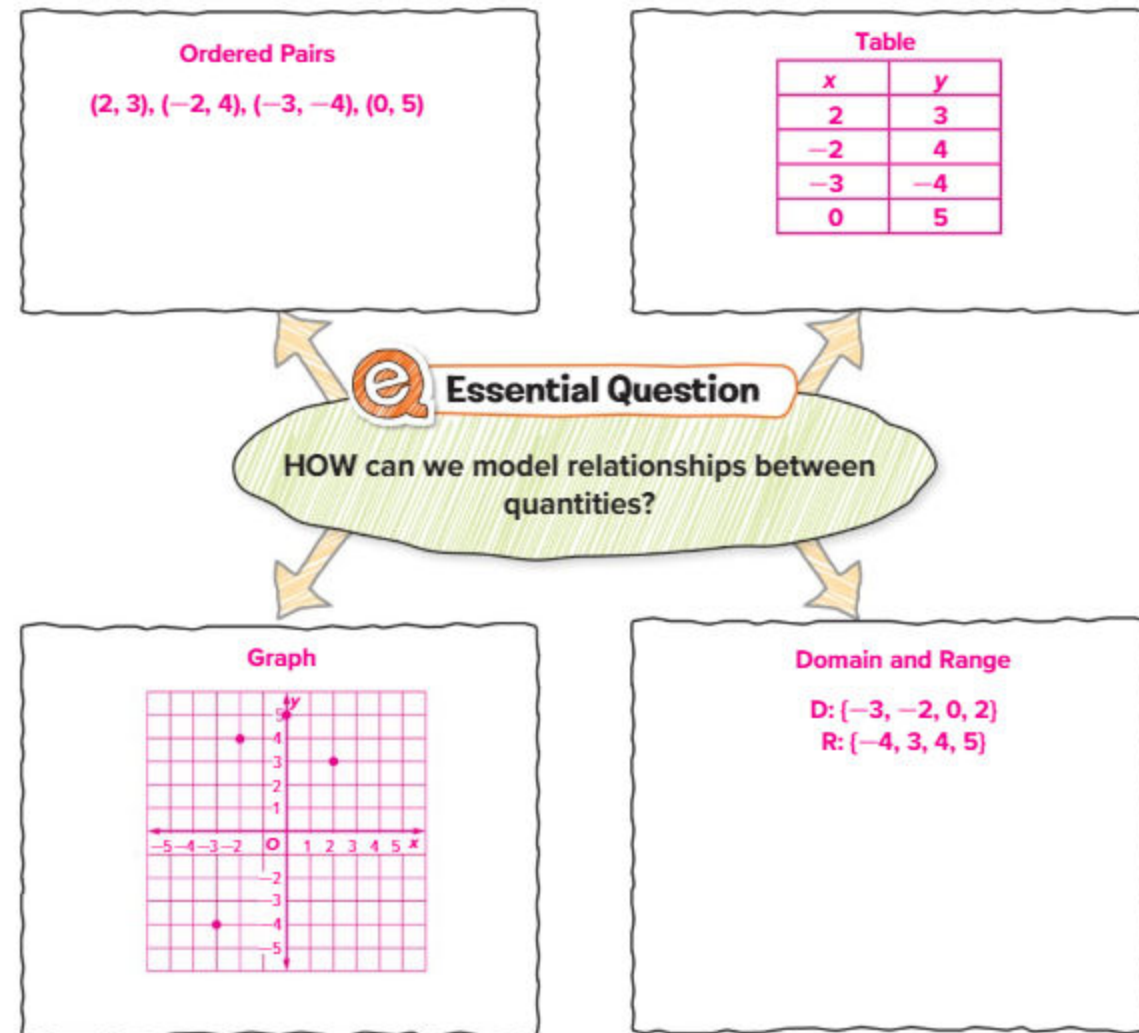 Ordered Pairs
(2, 3), (−2, 4), (−3, −4), (0, 5)
Table
x y
2 3
−2 4
−3 −4
0 5
eQ Essential Question
HOW can we model relationships between
quantities?
Graph
y
5
4
3
2
1
−5 −4 −3 −2 O 1 2 3 4 5 x
−2
−3
−4
−5
Domain and Range
D: {−3, −2, 0, 2}
R: {−4, 3, 4, 5}